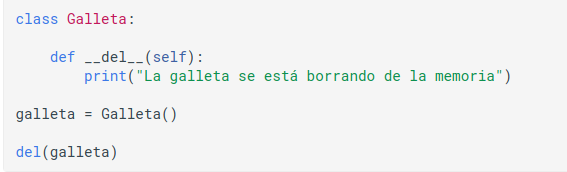 class Galleta:
    def __del__(self):
        print("La galleta se está borrando de la memoria")
galleta = Galleta()
del(galleta)